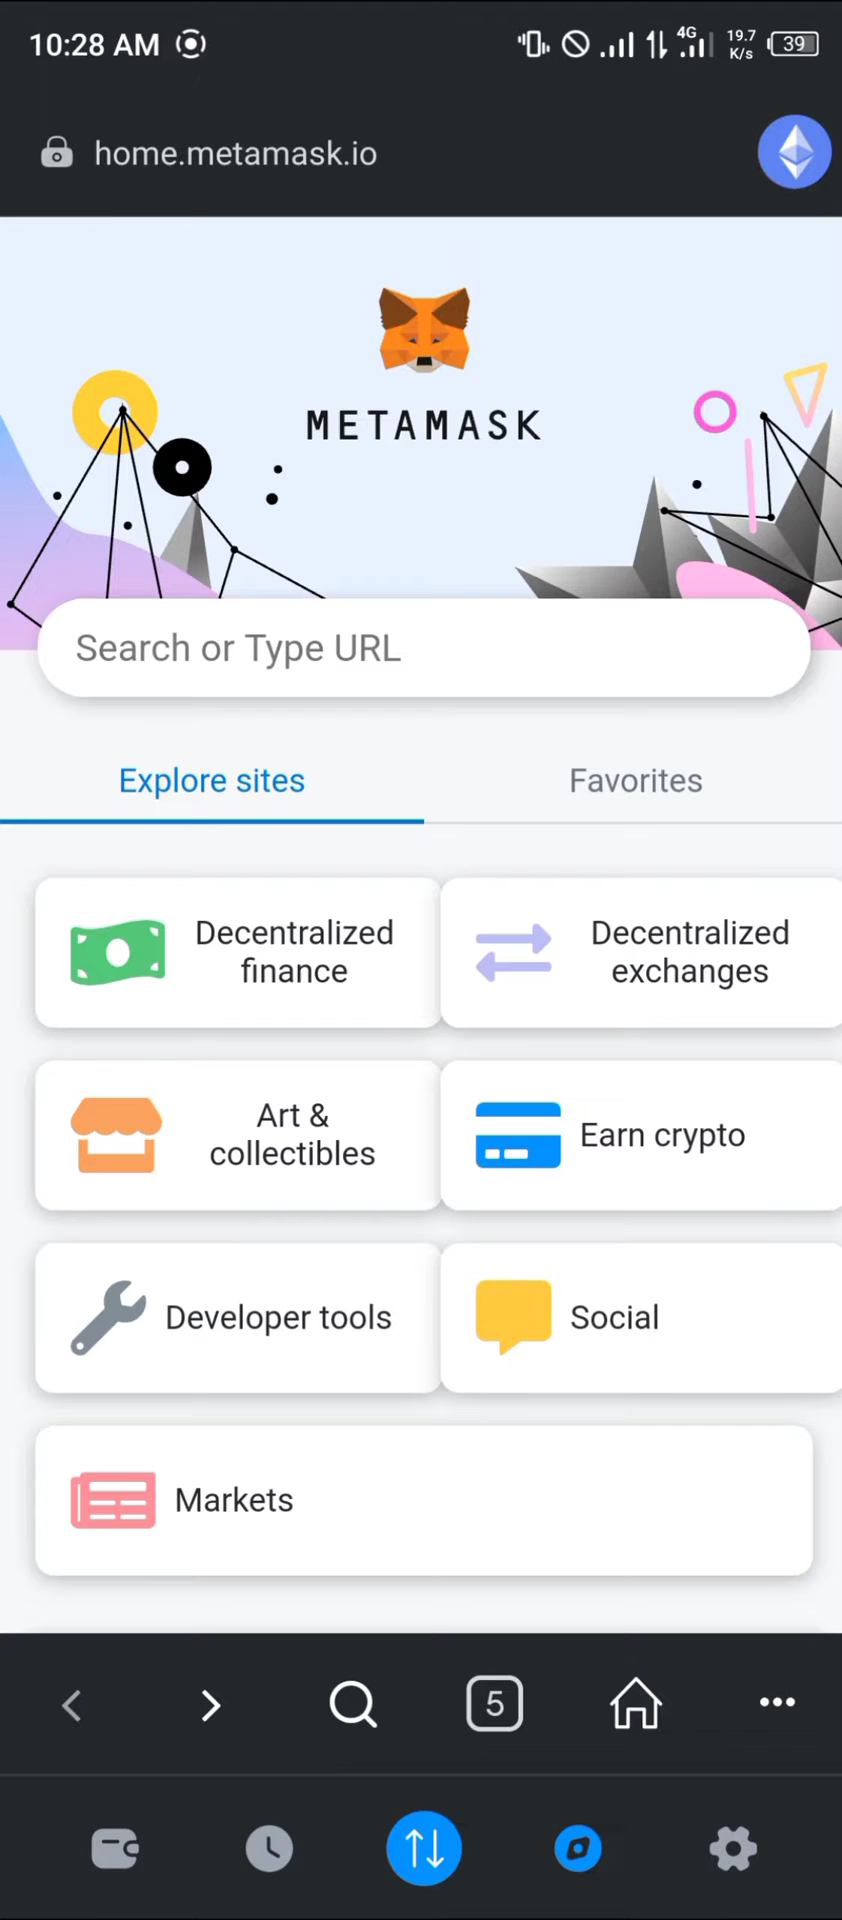 10:28 AM
4G
19.7
K/s
39
home.metamask.io
METAMASK
Search or Type URL
Explore sites
Favorites
Decentralized
finance
Decentralized
exchanges
Art &
collectibles
Earn crypto
Developer tools
Social
Markets
5